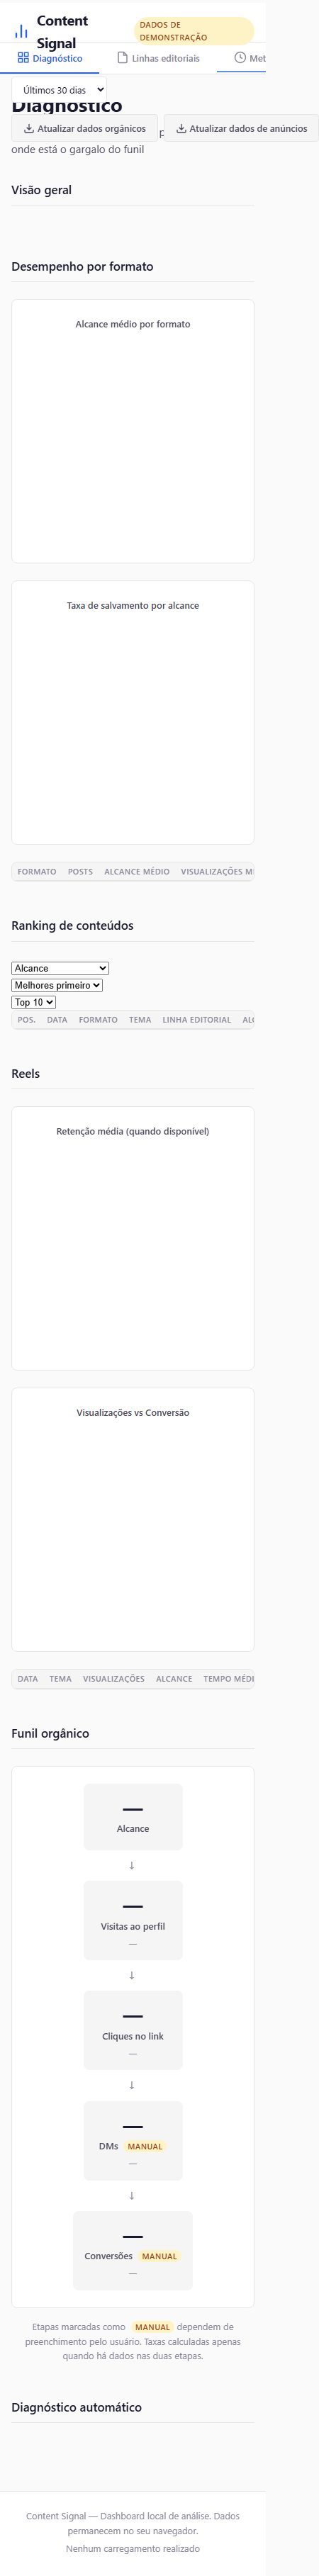 Content
Signal
DADOS DE
DEMONSTRAÇÃO
Diagnóstico
Linhas editoriais
Met
Últimos 30 dias
Diagnóstico
Atualizar dados orgânicos
Atualizar dados de anúncios
onde está o gargalo do funil
Visão geral
Desempenho por formato
Alcance médio por formato
Taxa de salvamento por alcance
FORMATO POSTS ALCANCE MÉDIO VISUALIZAÇÕES
Ranking de conteúdos
Alcance
Melhores primeiro
Top 10
POS. DATA FORMATO TEMA LINHA EDITORIAL
Reels
Retenção média (quando disponível)
Visualizações vs Conversão
DATA TEMA VISUALIZAÇÕES ALCANCE TEMPO
Funil orgânico
—
Alcance
↓
—
Visitas ao perfil
—
↓
—
Cliques no link
—
↓
—
DMs MANUAL
—
↓
—
Conversões MANUAL
—
Etapas marcadas como MANUAL dependem de
preenchimento pelo usuário. Taxas calculadas apenas
quando há dados nas duas etapas.
Diagnóstico automático
Content Signal — Dashboard local de análise. Dados
permanecem no seu navegador.
Nenhum carregamento realizado